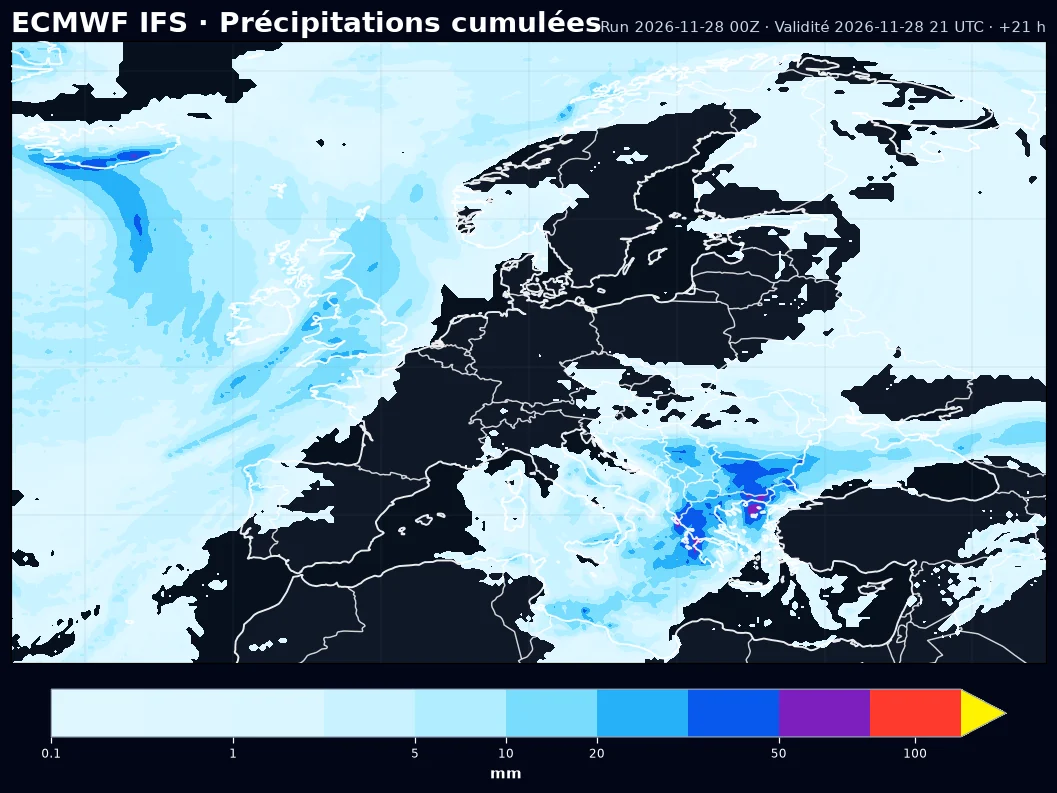 ECMWF IFS · Précipitations cumulées
Run 2026-11-28 00Z · Validité 2026-11-28 21 UTC · +21 h
0.1 1 5 10 20 50 100
mm